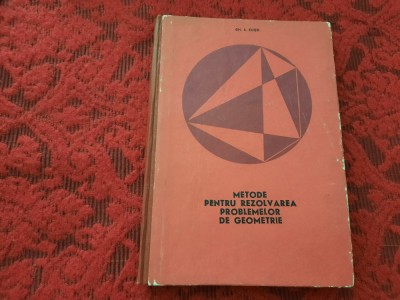 METODE
PENTRU REZOLVAREA
PROBLEMELOR
DE GEOMETRIE